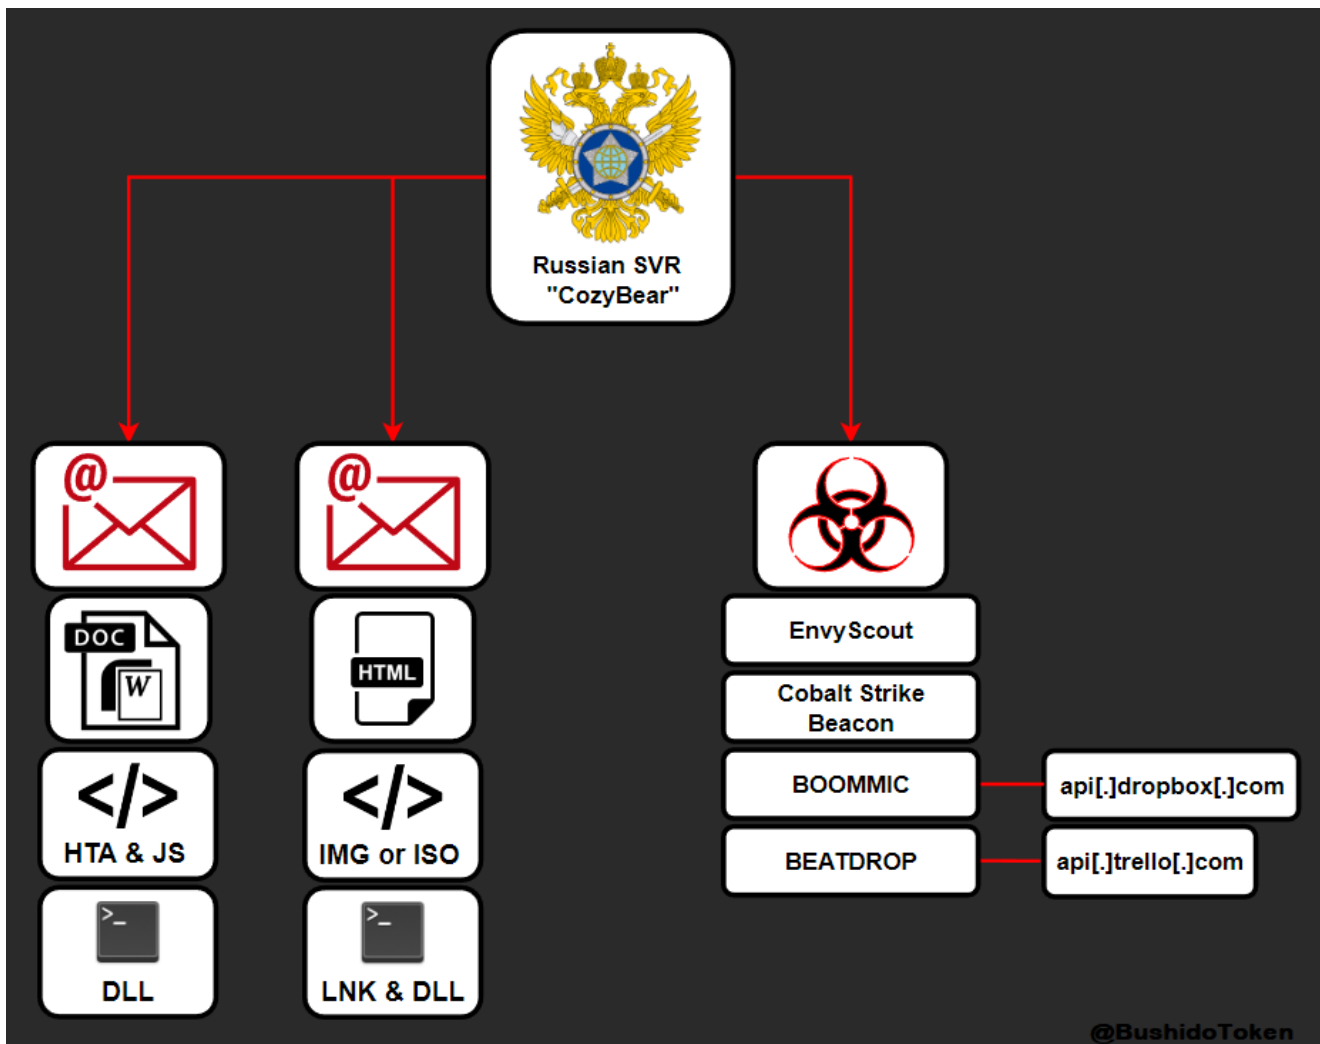 Russian SVR
"CozyBear"
@
@
DOC
W
HTML
</>
HTA & JS
</>
IMG or ISO
>_
DLL
>_
LNK & DLL
EnvyScout
Cobalt Strike
Beacon
BOOMMIC
api[.]dropbox[.]com
BEATDROP
api[.]trello[.]com
@BushidoToken